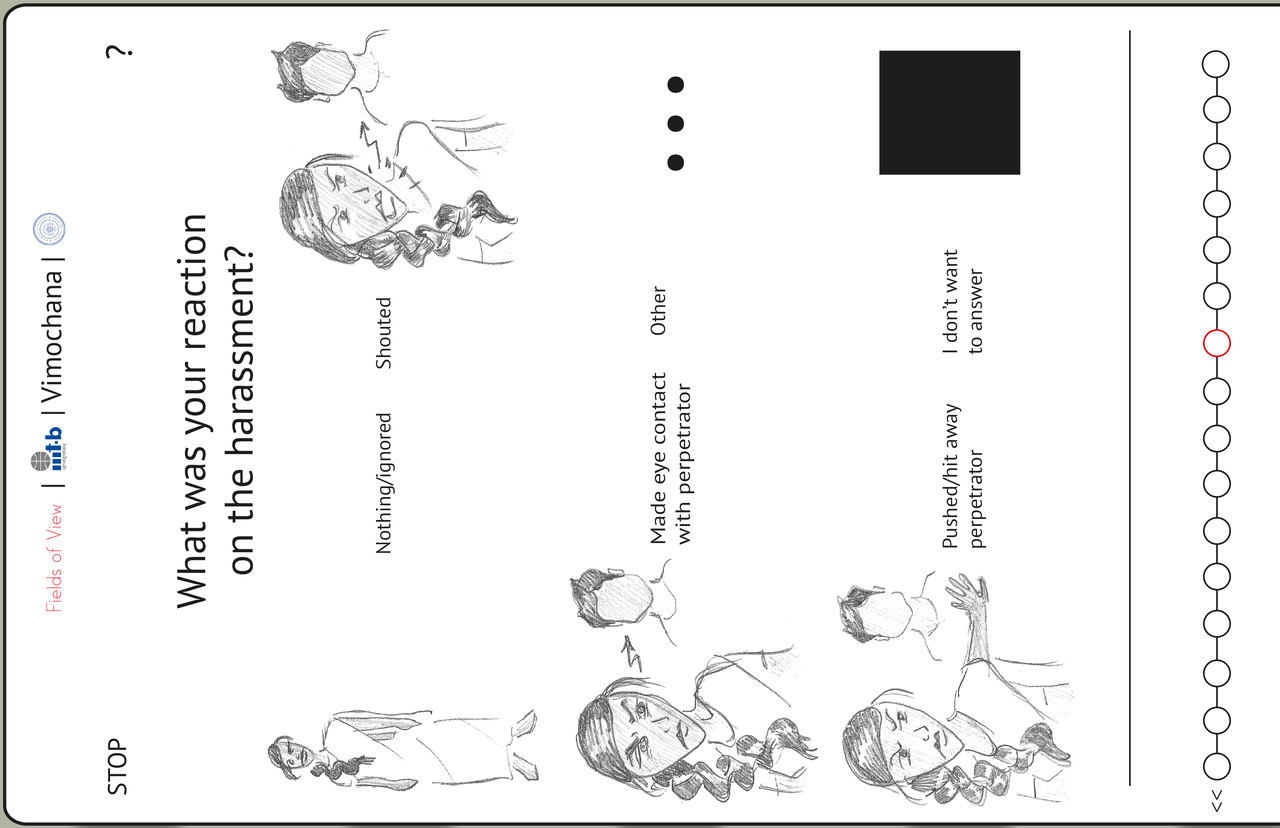 Fields of View | iiit-b | Vimochana |
STOP ?
What was your reaction
on the harassment?
Nothing/ignored Shouted
Made eye contact Other
with perpetrator
Pushed/hit away I don't want
perpetrator to answer
<<